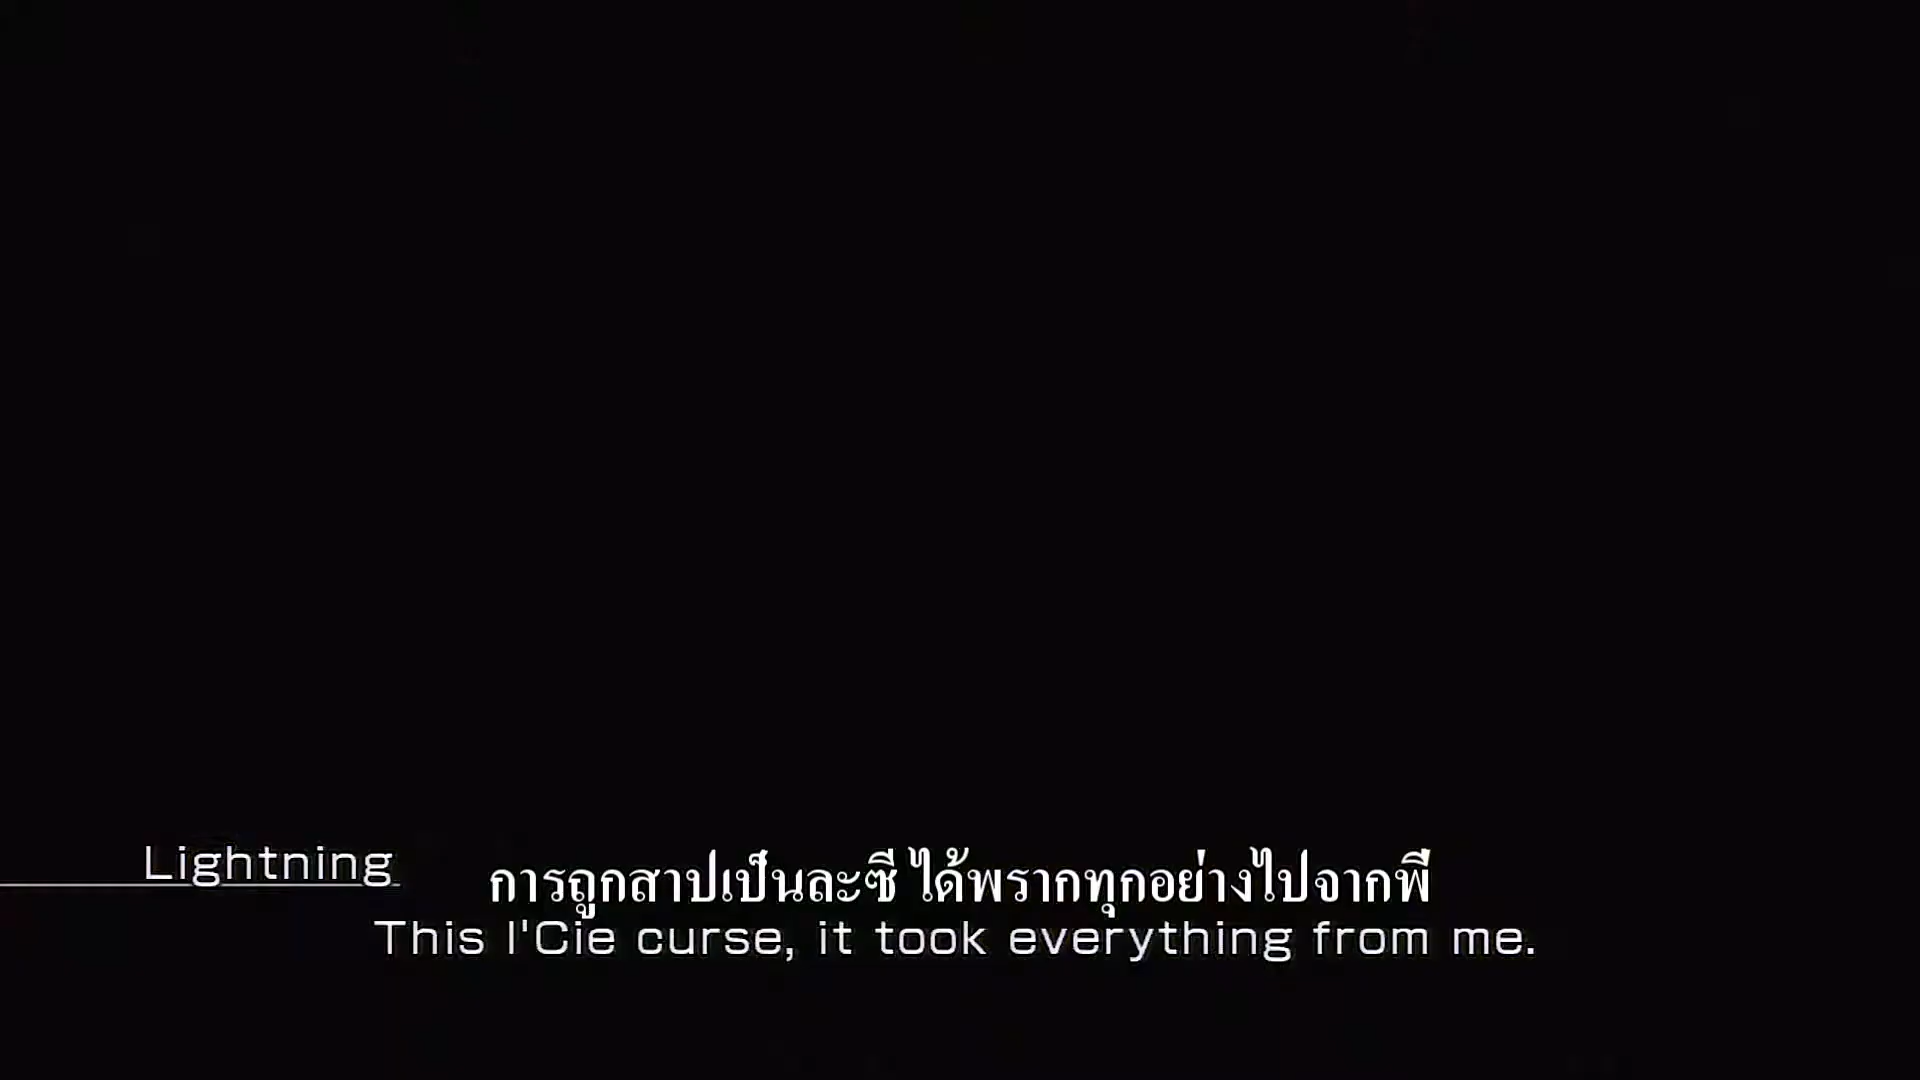 Lightning
การถูกสาปเป็นละซี ได้พรากทุกอย่างไปจากพี่
This l'Cie curse, it took everything from me.